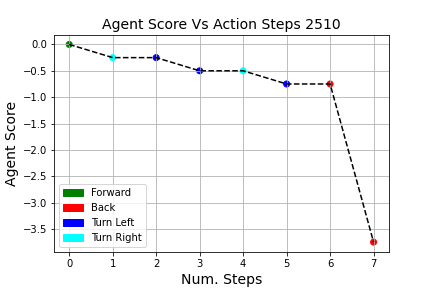 Agent Score Vs Action Steps 2510
Agent Score
0.0
−0.5
−1.0
−1.5
−2.0
−2.5
−3.0
−3.5
Forward
Back
Turn Left
Turn Right
0 1 2 3 4 5 6 7
Num. Steps